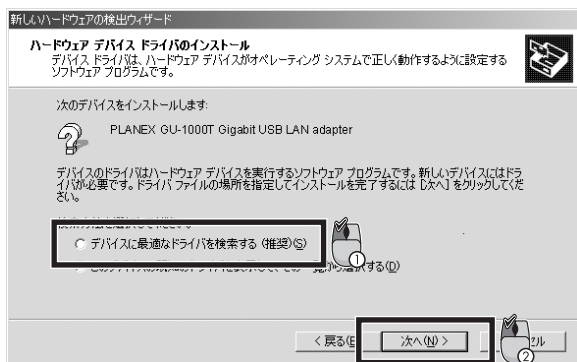 新しいハードウェアの検出ウィザード
ハードウェア デバイス ドライバのインストール
デバイス ドライバは、ハードウェア デバイスがオペレーティング システムで正しく動作するように設定する
ソフトウェア プログラムです。
次のデバイスをインストールします:
PLANEX GU-1000T Gigabit USB LAN adapter
デバイスのドライバはハードウェア デバイスを実行するソフトウェア プログラムです。新しいデバイスにはドラ
イバが必要です。ドライバ ファイルの場所を指定してインストールを完了するには [次へ] をクリックしてくだ
さい。
デバイスに最適なドライバを検索する (推奨)(S)
①
する(D)
< 戻る(B
次へ(N) >
②